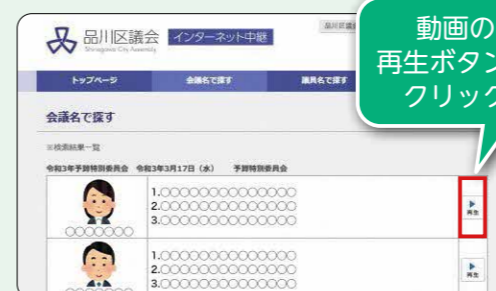 品川区議会 インターネット中継
Shinagawa City Assembly
品川区議
トップページ
会議名で探す
議員名で探す
動画の
再生ボタン
クリック
会議名で探す
※検索結果一覧
令和3年予算特別委員会 令和3年3月17日（水） 予算特別委員会
1.○○○○○○○○○○○○○○
2.○○○○○○○○○○○○○○
3.○○○○○○○○○○○○○○
○○○○○○○
再生
1.○○○○○○○○○○○○○○
2.○○○○○○○○○○○○○○
3.○○○○○○○○○○○○○○
○○○○○○○
再生